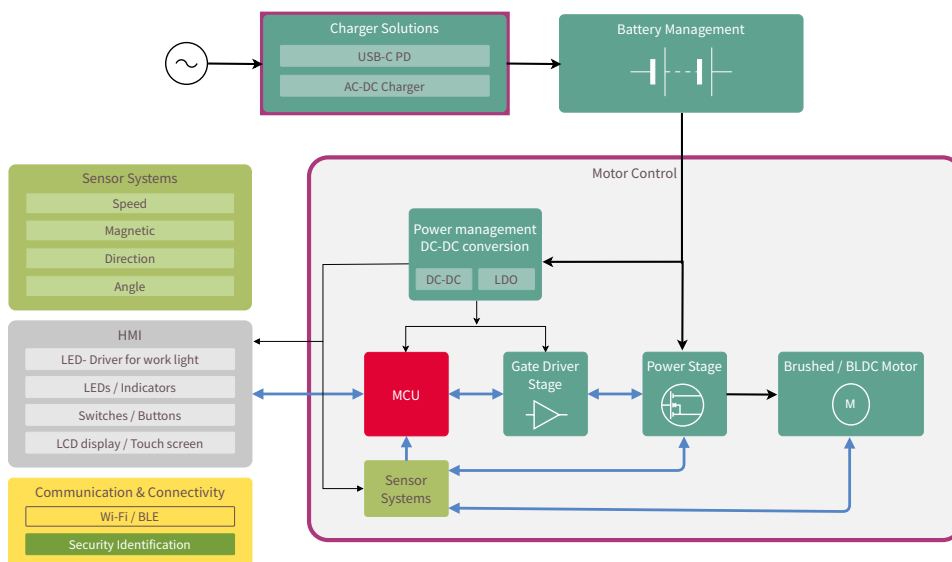 Charger Solutions
USB-C PD
AC-DC Charger
Battery Management
Sensor Systems
Speed
Magnetic
Direction
Angle
Motor Control
Power management
DC-DC conversion
DC-DC
LDO
HMI
LED- Driver for work light
LEDs / Indicators
Switches / Buttons
LCD display / Touch screen
MCU
Gate Driver
Stage
Power Stage
Brushed / BLDC Motor
M
Sensor
Systems
Communication & Connectivity
Wi-Fi / BLE
Security Identification